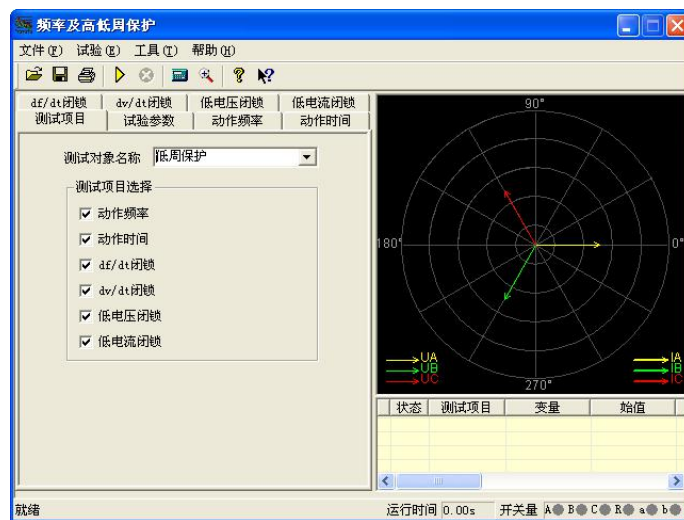 频率及高低周保护
文件(F) 试验(E) 工具(T) 帮助(H)
df/dt闭锁 dv/dt闭锁 低电压闭锁 低电流闭锁
测试项目 试验参数 动作频率 动作时间
测试对象名称 低周保护
测试项目选择
动作频率
动作时间
df/dt闭锁
dv/dt闭锁
低电压闭锁
低电流闭锁
90°
180°
0°
270°
UA
UB
UC
IA
IB
IC
状态 测试项目 变量 始值
就绪 运行时间 0.00s 开关量 A B C R a b